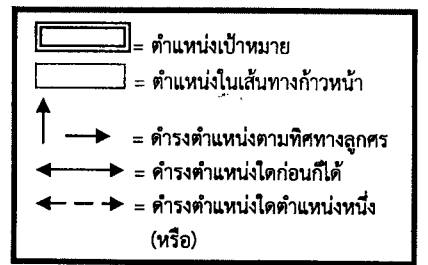 = ตำแหน่งเป้าหมาย
= ตำแหน่งในเส้นทางก้าวหน้า
= ดำรงตำแหน่งตามทิศทางลูกศร
= ดำรงตำแหน่งใดก่อนก็ได้
= ดำรงตำแหน่งใดตำแหน่งหนึ่ง
(หรือ)